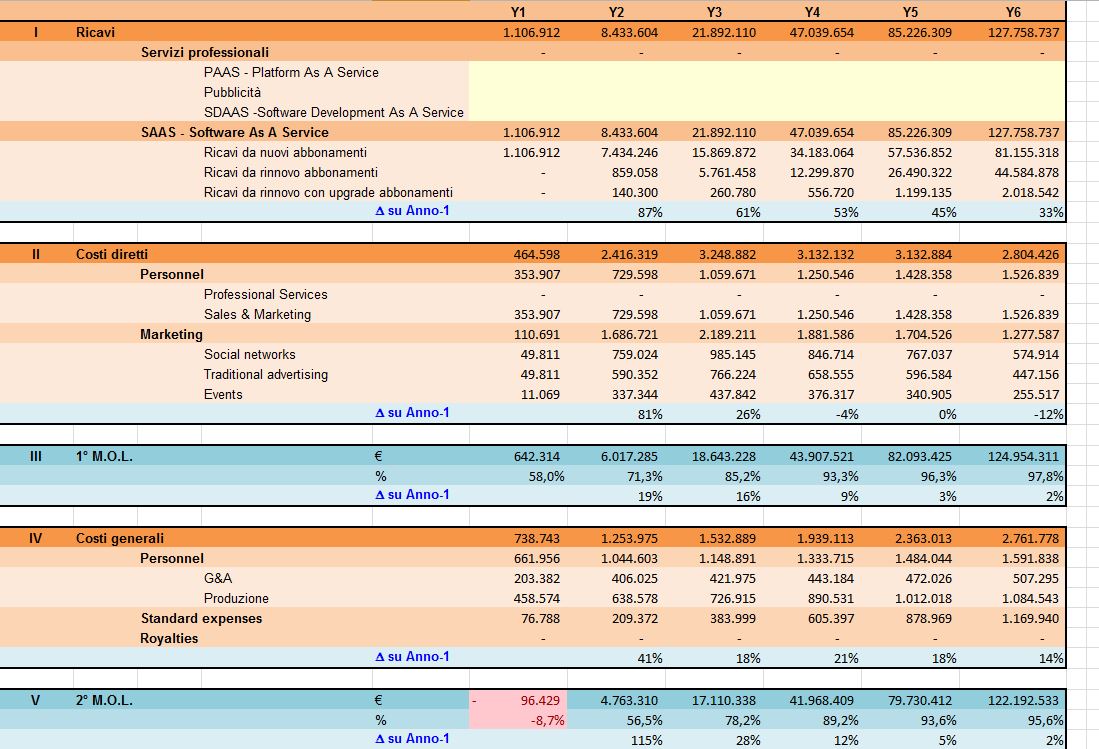 Y1 Y2 Y3 Y4 Y5 Y6
I Ricavi 1.106.912 8.433.604 21.892.110 47.039.654 85.226.309 127.758.737
Servizi professionali - - - - - -
PAAS - Platform As A Service
Pubblicità
SDAAS -Software Development As A Service
SAAS - Software As A Service 1.106.912 8.433.604 21.892.110 47.039.654 85.226.309 127.758.737
Ricavi da nuovi abbonamenti 1.106.912 7.434.246 15.869.872 34.183.064 57.536.852 81.155.318
Ricavi da rinnovo abbonamenti - 859.058 5.761.458 12.299.870 26.490.322 44.584.878
Ricavi da rinnovo con upgrade abbonamenti - 140.300 260.780 556.720 1.199.135 2.018.542
Δ su Anno-1 87% 61% 53% 45% 33%
II Costi diretti 464.598 2.416.319 3.248.882 3.132.132 3.132.884 2.804.426
Personnel 353.907 729.598 1.059.671 1.250.546 1.428.358 1.526.839
Professional Services - - - - - -
Sales & Marketing 353.907 729.598 1.059.671 1.250.546 1.428.358 1.526.839
Marketing 110.691 1.686.721 2.189.211 1.881.586 1.704.526 1.277.587
Social networks 49.811 759.024 985.145 846.714 767.037 574.914
Traditional advertising 49.811 590.352 766.224 658.555 596.584 447.156
Events 11.069 337.344 437.842 376.317 340.905 255.517
Δ su Anno-1 81% 26% -4% 0% -12%
III 1° M.O.L. € 642.314 6.017.285 18.643.228 43.907.521 82.093.425 124.954.311
% 58,0% 71,3% 85,2% 93,3% 96,3% 97,8%
Δ su Anno-1 19% 16% 9% 3% 2%
IV Costi generali 738.743 1.253.975 1.532.889 1.939.113 2.363.013 2.761.778
Personnel 661.956 1.044.603 1.148.891 1.333.715 1.484.044 1.591.838
G&A 203.382 406.025 421.975 443.184 472.026 507.295
Produzione 458.574 638.578 726.915 890.531 1.012.018 1.084.543
Standard expenses 76.788 209.372 383.999 605.397 878.969 1.169.940
Royalties - - - - - -
Δ su Anno-1 41% 18% 21% 18% 14%
V 2° M.O.L. € - 96.429 4.763.310 17.110.338 41.968.409 79.730.412 122.192.533
% -8,7% 56,5% 78,2% 89,2% 93,6% 95,6%
Δ su Anno-1 115% 28% 12% 5% 2%